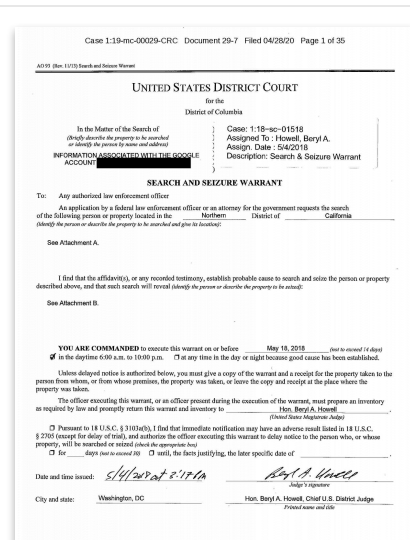 Case 1:19-mc-00029-CRC Document 29-7 Filed 04/28/20 Page 1 of 35
AO 93 (Rev. 11/13) Search and Seizure Warrant
UNITED STATES DISTRICT COURT
for the
District of Columbia
In the Matter of the Search of
(Briefly describe the property to be searched
or identify the person by name and address)
INFORMATION ASSOCIATED WITH THE GOOGLE
ACCOUNT
)
)
)
)
)
)
Case: 1:18-sc-01518
Assigned To : Howell, Beryl A.
Assign. Date : 5/4/2018
Description: Search & Seizure Warrant
SEARCH AND SEIZURE WARRANT
To: Any authorized law enforcement officer
An application by a federal law enforcement officer or an attorney for the government requests the search
of the following person or property located in the Northern District of California
(identify the person or describe the property to be searched and give its location):
See Attachment A.
I find that the affidavit(s), or any recorded testimony, establish probable cause to search and seize the person or property
described above, and that such search will reveal (identify the person or describe the property to be seized):
See Attachment B.
YOU ARE COMMANDED to execute this warrant on or before May 18, 2018 (not to exceed 14 days)
in the daytime 6:00 a.m. to 10:00 p.m. at any time in the day or night because good cause has been established.
Unless delayed notice is authorized below, you must give a copy of the warrant and a receipt for the property taken to the
person from whom, or from whose premises, the property was taken, or leave the copy and receipt at the place where the
property was taken.
The officer executing this warrant, or an officer present during the execution of the warrant, must prepare an inventory
as required by law and promptly return this warrant and inventory to Hon. Beryl A. Howell .
(United States Magistrate Judge)
Pursuant to 18 U.S.C. § 3103a(b), I find that immediate notification may have an adverse result listed in 18 U.S.C.
§ 2705 (except for delay of trial), and authorize the officer executing this warrant to delay notice to the person who, or whose
property, will be searched or seized (check the appropriate box)
for days (not to exceed 30) until, the facts justifying, the later specific date of .
Date and time issued: 5/4/2018 at 2:17 PM
Beryl A. Howell
Judge's signature
City and state: Washington, DC Hon. Beryl A. Howell, Chief U.S. District Judge
Printed name and title